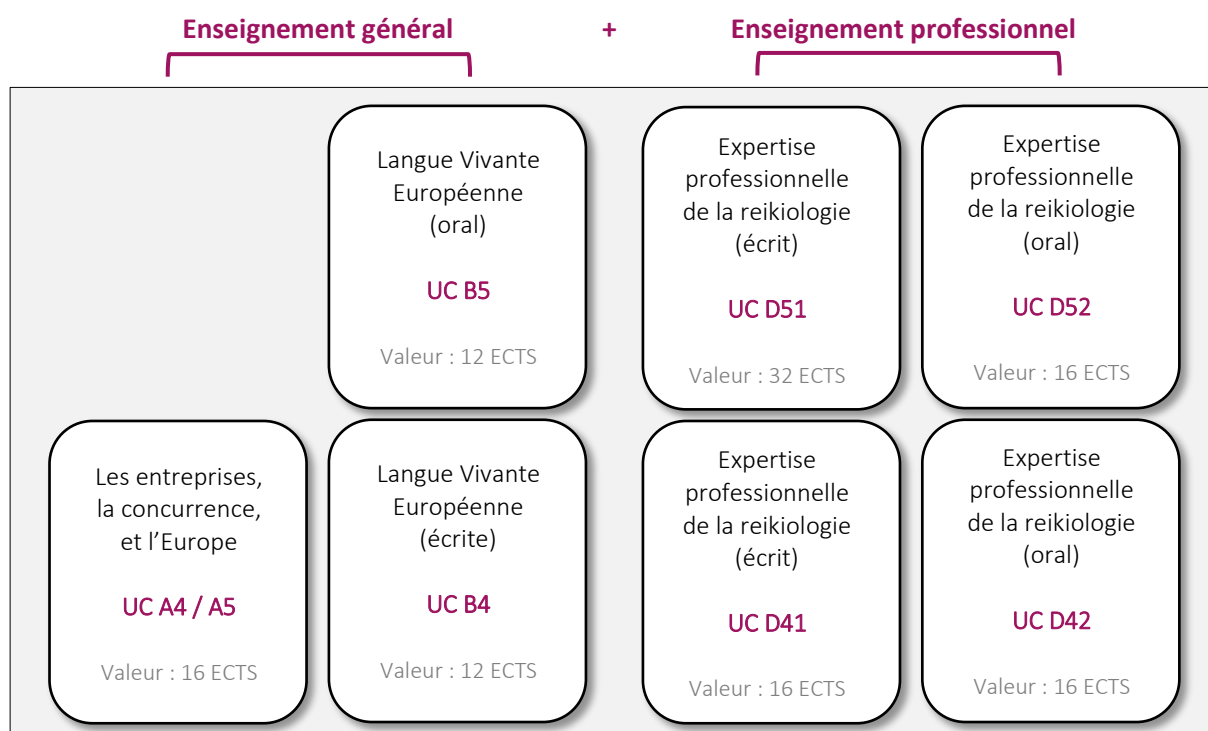 Enseignement général + Enseignement professionnel
Langue Vivante
Européenne
(oral)
UC B5
Valeur : 12 ECTS
Expertise
professionnelle
de la reikiologie
(écrit)
UC D51
Valeur : 32 ECTS
Expertise
professionnelle
de la reikiologie
(oral)
UC D52
Valeur : 16 ECTS
Les entreprises,
la concurrence,
et l’Europe
UC A4 / A5
Valeur : 16 ECTS
Langue Vivante
Européenne
(écrite)
UC B4
Valeur : 12 ECTS
Expertise
professionnelle
de la reikiologie
(écrit)
UC D41
Valeur : 16 ECTS
Expertise
professionnelle
de la reikiologie
(oral)
UC D42
Valeur : 16 ECTS